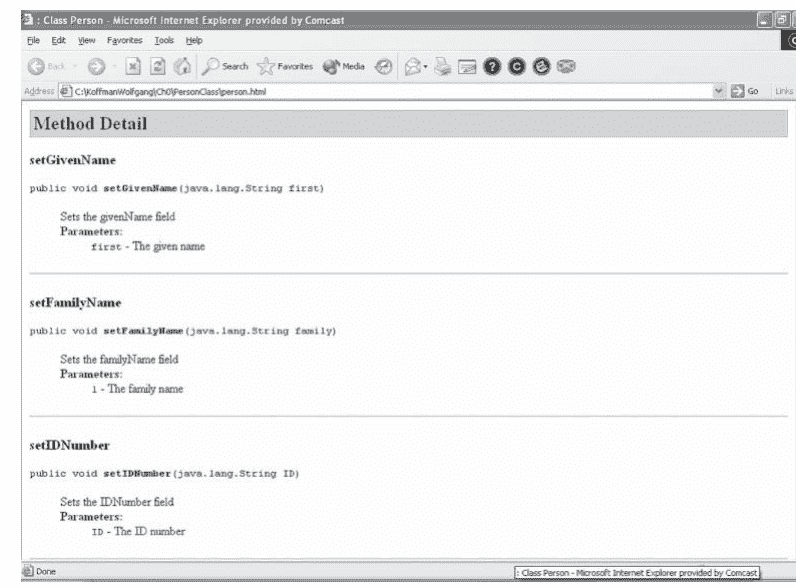 : Class Person - Microsoft Internet Explorer provided by Comcast
File Edit View Favorites Tools Help
Back Search Favorites Media
Address C:\KoffmanWolfgang\Ch0\PersonClass\person.html Go Links
Method Detail
setGivenName
public void setGivenName(java.lang.String first)
Sets the givenName field
Parameters:
first - The given name
setFamilyName
public void setFamilyName(java.lang.String family)
Sets the familyName field
Parameters:
l - The family name
setIDNumber
public void setIDNumber(java.lang.String ID)
Sets the IDNumber field
Parameters:
ID - The ID number
Done
: Class Person - Microsoft Internet Explorer provided by Comcast